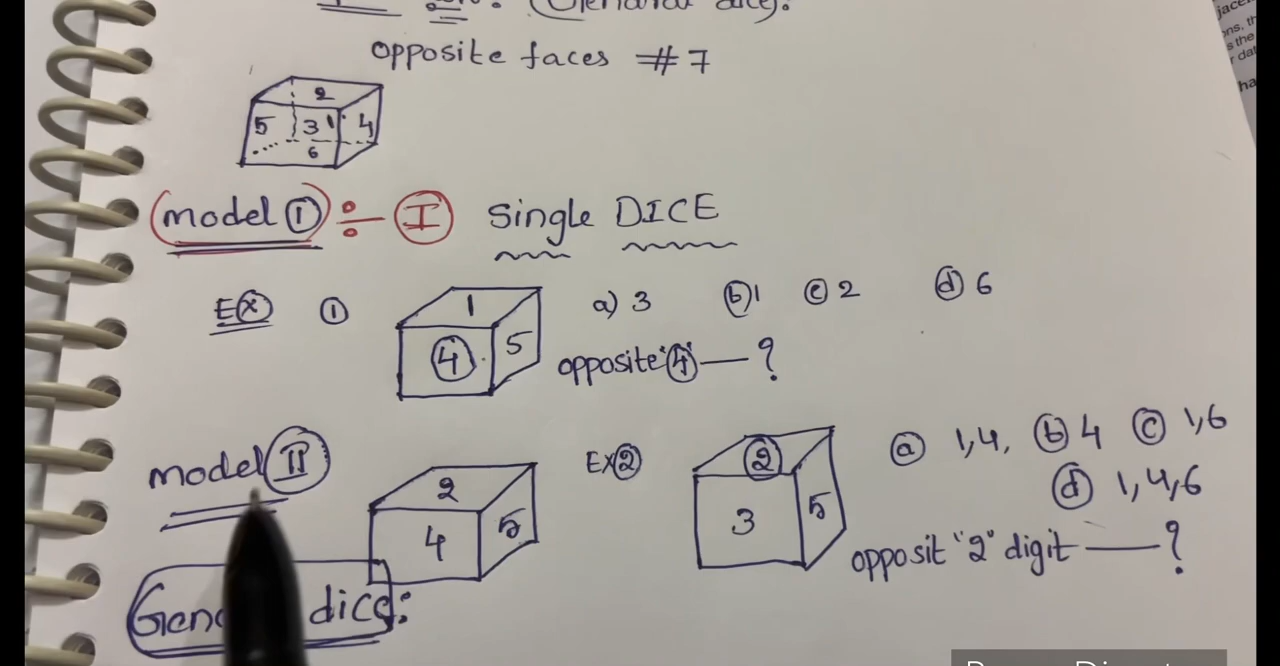 opposite faces # 7
2
5 3 1 4
6
(model ①) ÷ Ⓘ Single DICE
Ex ① 1 a) 3 ⓑ 1 ⓒ 2 ⓓ 6
④ 5 opposite "④" — ?
model Ⅱ 2 Ex② ② ⓐ 1,4, ⓑ 4 ⓒ 1,6
4 5 3 5 ⓓ 1,4,6
opposit "2" digit — ?
dice: